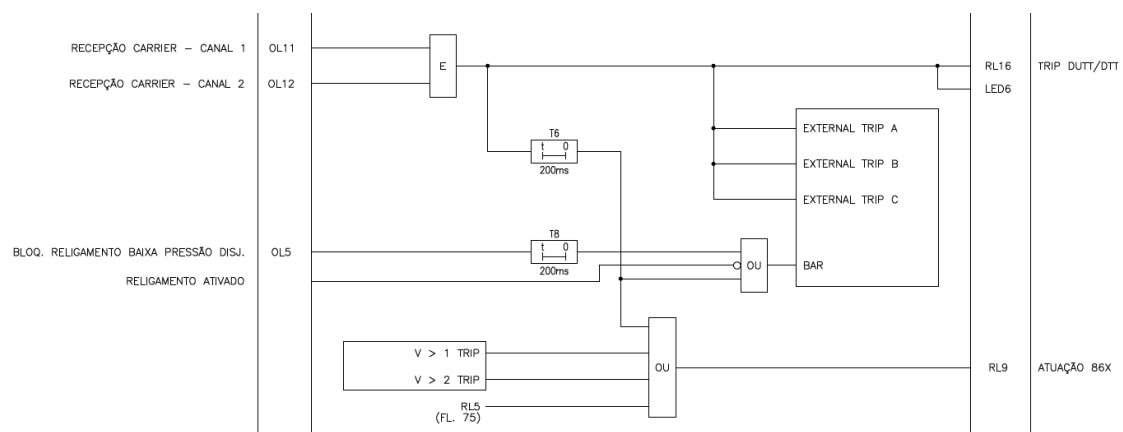 RECEPÇÃO CARRIER – CANAL 1
OL11
RECEPÇÃO CARRIER – CANAL 2
OL12
E
RL16
TRIP DUTT/DTT
LED6
EXTERNAL TRIP A
EXTERNAL TRIP B
EXTERNAL TRIP C
T6
t 0
200ms
BLOQ. RELIGAMENTO BAIXA PRESSÃO DISJ.
OL5
T8
t 0
200ms
OU
BAR
RELIGAMENTO ATIVADO
V > 1 TRIP
V > 2 TRIP
OU
RL9
ATUAÇÃO 86X
RL5
(FL. 75)